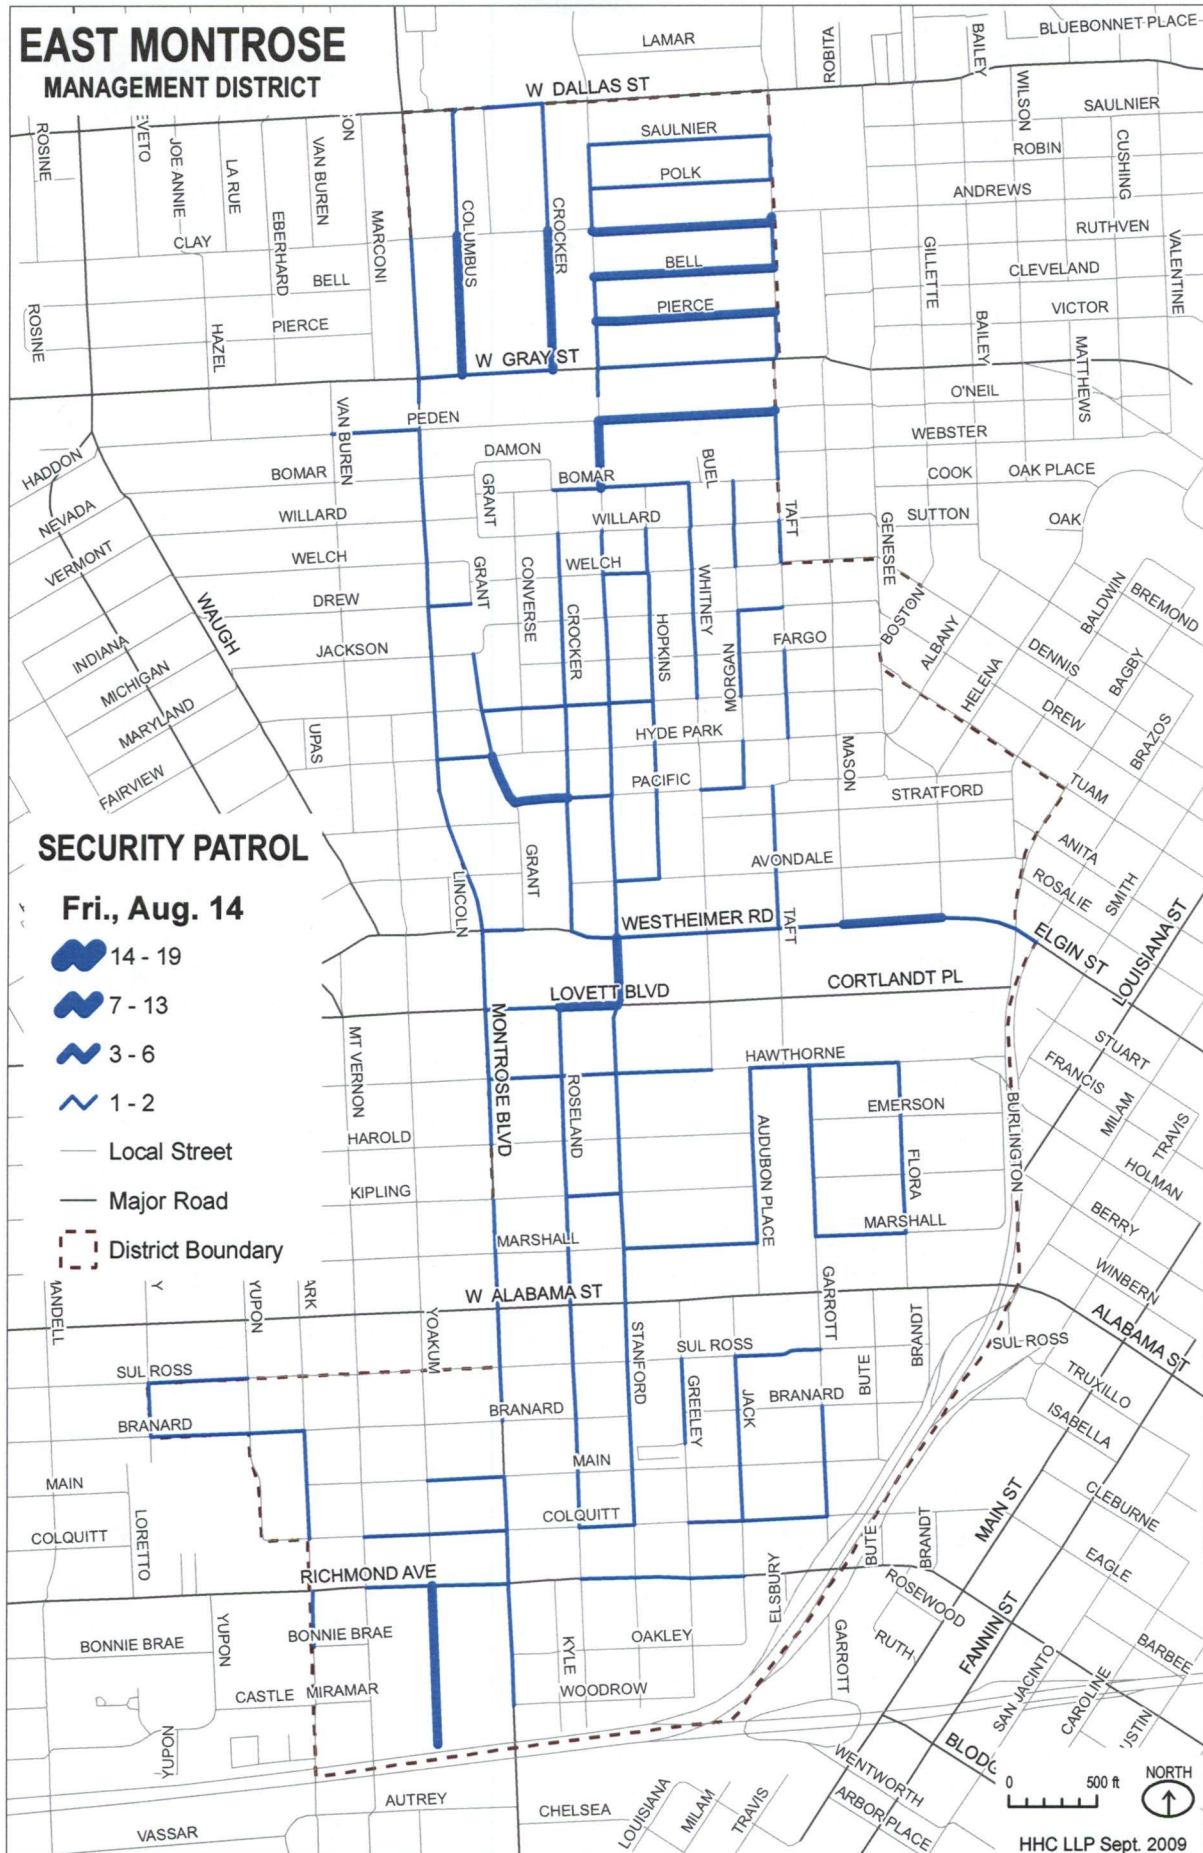 EAST MONTROSE
MANAGEMENT DISTRICT
LAMAR
ROBITA
BAILEY
BLUEBONNET PLACE
W DALLAS ST
WILSON
SAULNIER
ROSINE
EVETO
JOE ANNIE
LA RUE
VAN BUREN
SON
SAULNIER
CUSHING
ROBIN
POLK
ANDREWS
EBERHARD
MARCONI
COLUMBUS
CROCKER
CLAY
RUTHVEN
VALENTINE
GILLETTE
BELL
BELL
CLEVELAND
ROSINE
HAZEL
PIERCE
PIERCE
VICTOR
BAILEY
MATTHEWS
W GRAY ST
O'NEIL
VAN BUREN
PEDEN
WEBSTER
HADDON
DAMON
BOMAR
BOMAR
BUEL
COOK
OAK PLACE
GRANT
NEVADA
WILLARD
WILLARD
TAFT
SUTTON
OAK
GENESEE
VERMONT
WELCH
WELCH
GRANT
CONVERSE
CROCKER
WHITNEY
HOPKINS
MORGAN
DREW
WAUGH
BOSTON
ALBANY
BALDWIN
BREMOND
INDIANA
JACKSON
FARGO
DENNIS
HELENA
BAGBY
MICHIGAN
DREW
MARYLAND
UPAS
HYDE PARK
MASON
BRAZOS
FAIRVIEW
PACIFIC
STRATFORD
TUAM
SECURITY PATROL
GRANT
AVONDALE
ANITA
LINCOLN
ROSALIE
SMITH
Fri., Aug. 14
WESTHEIMER RD
TAFT
ELGIN ST
LOUISIANA ST
14 - 19
7 - 13
3 - 6
1 - 2
Local Street
Major Road
District Boundary
LOVETT BLVD
CORTLANDT PL
MT VERNON
MONTROSE BLVD
ROSELAND
HAWTHORNE
STUART
FRANCIS
MILAM
TRAVIS
EMERSON
BURLINGTON
HAROLD
AUDUBON PLACE
FLORA
HOLMAN
KIPLING
MARSHALL
MARSHALL
BERRY
WINBERN
W ALABAMA ST
GARROTT
MANDELL
Y
YUPON
ARK
YOAKUM
STANFORD
BRANDT
ALABAMA ST
SUL ROSS
SUL ROSS
SUL ROSS
BUTE
TRUXILLO
GREELEY
JACK
BRANARD
BRANARD
BRANARD
ISABELLA
MAIN
MAIN
CLEBURNE
COLQUITT
COLQUITT
LORETTO
MAIN ST
BUTE
BRANDT
EAGLE
RICHMOND AVE
ELSBURY
ROSEWOOD
FANNIN ST
YUPON
BONNIE BRAE
BONNIE BRAE
KYLE
OAKLEY
GARROTT
RUTH
BARBEE
SAN JACINTO
CAROLINE
USTIN
CASTLE
MIRAMAR
WOODROW
YUPON
BLODG
WENTWORTH
ARBOR PLACE
AUTREY
CHELSEA
LOUISIANA
MILAM
TRAVIS
VASSAR
0 500 ft
NORTH
HHC LLP Sept. 2009